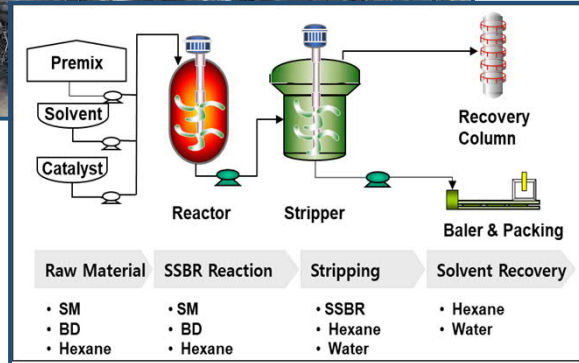 Premix
Solvent
Catalyst
Reactor
Stripper
Recovery
Column
Baler & Packing
Raw Material
SSBR Reaction
Stripping
Solvent Recovery
• SM
• BD
• Hexane
• SM
• BD
• Hexane
• SSBR
• Hexane
• Water
• Hexane
• Water